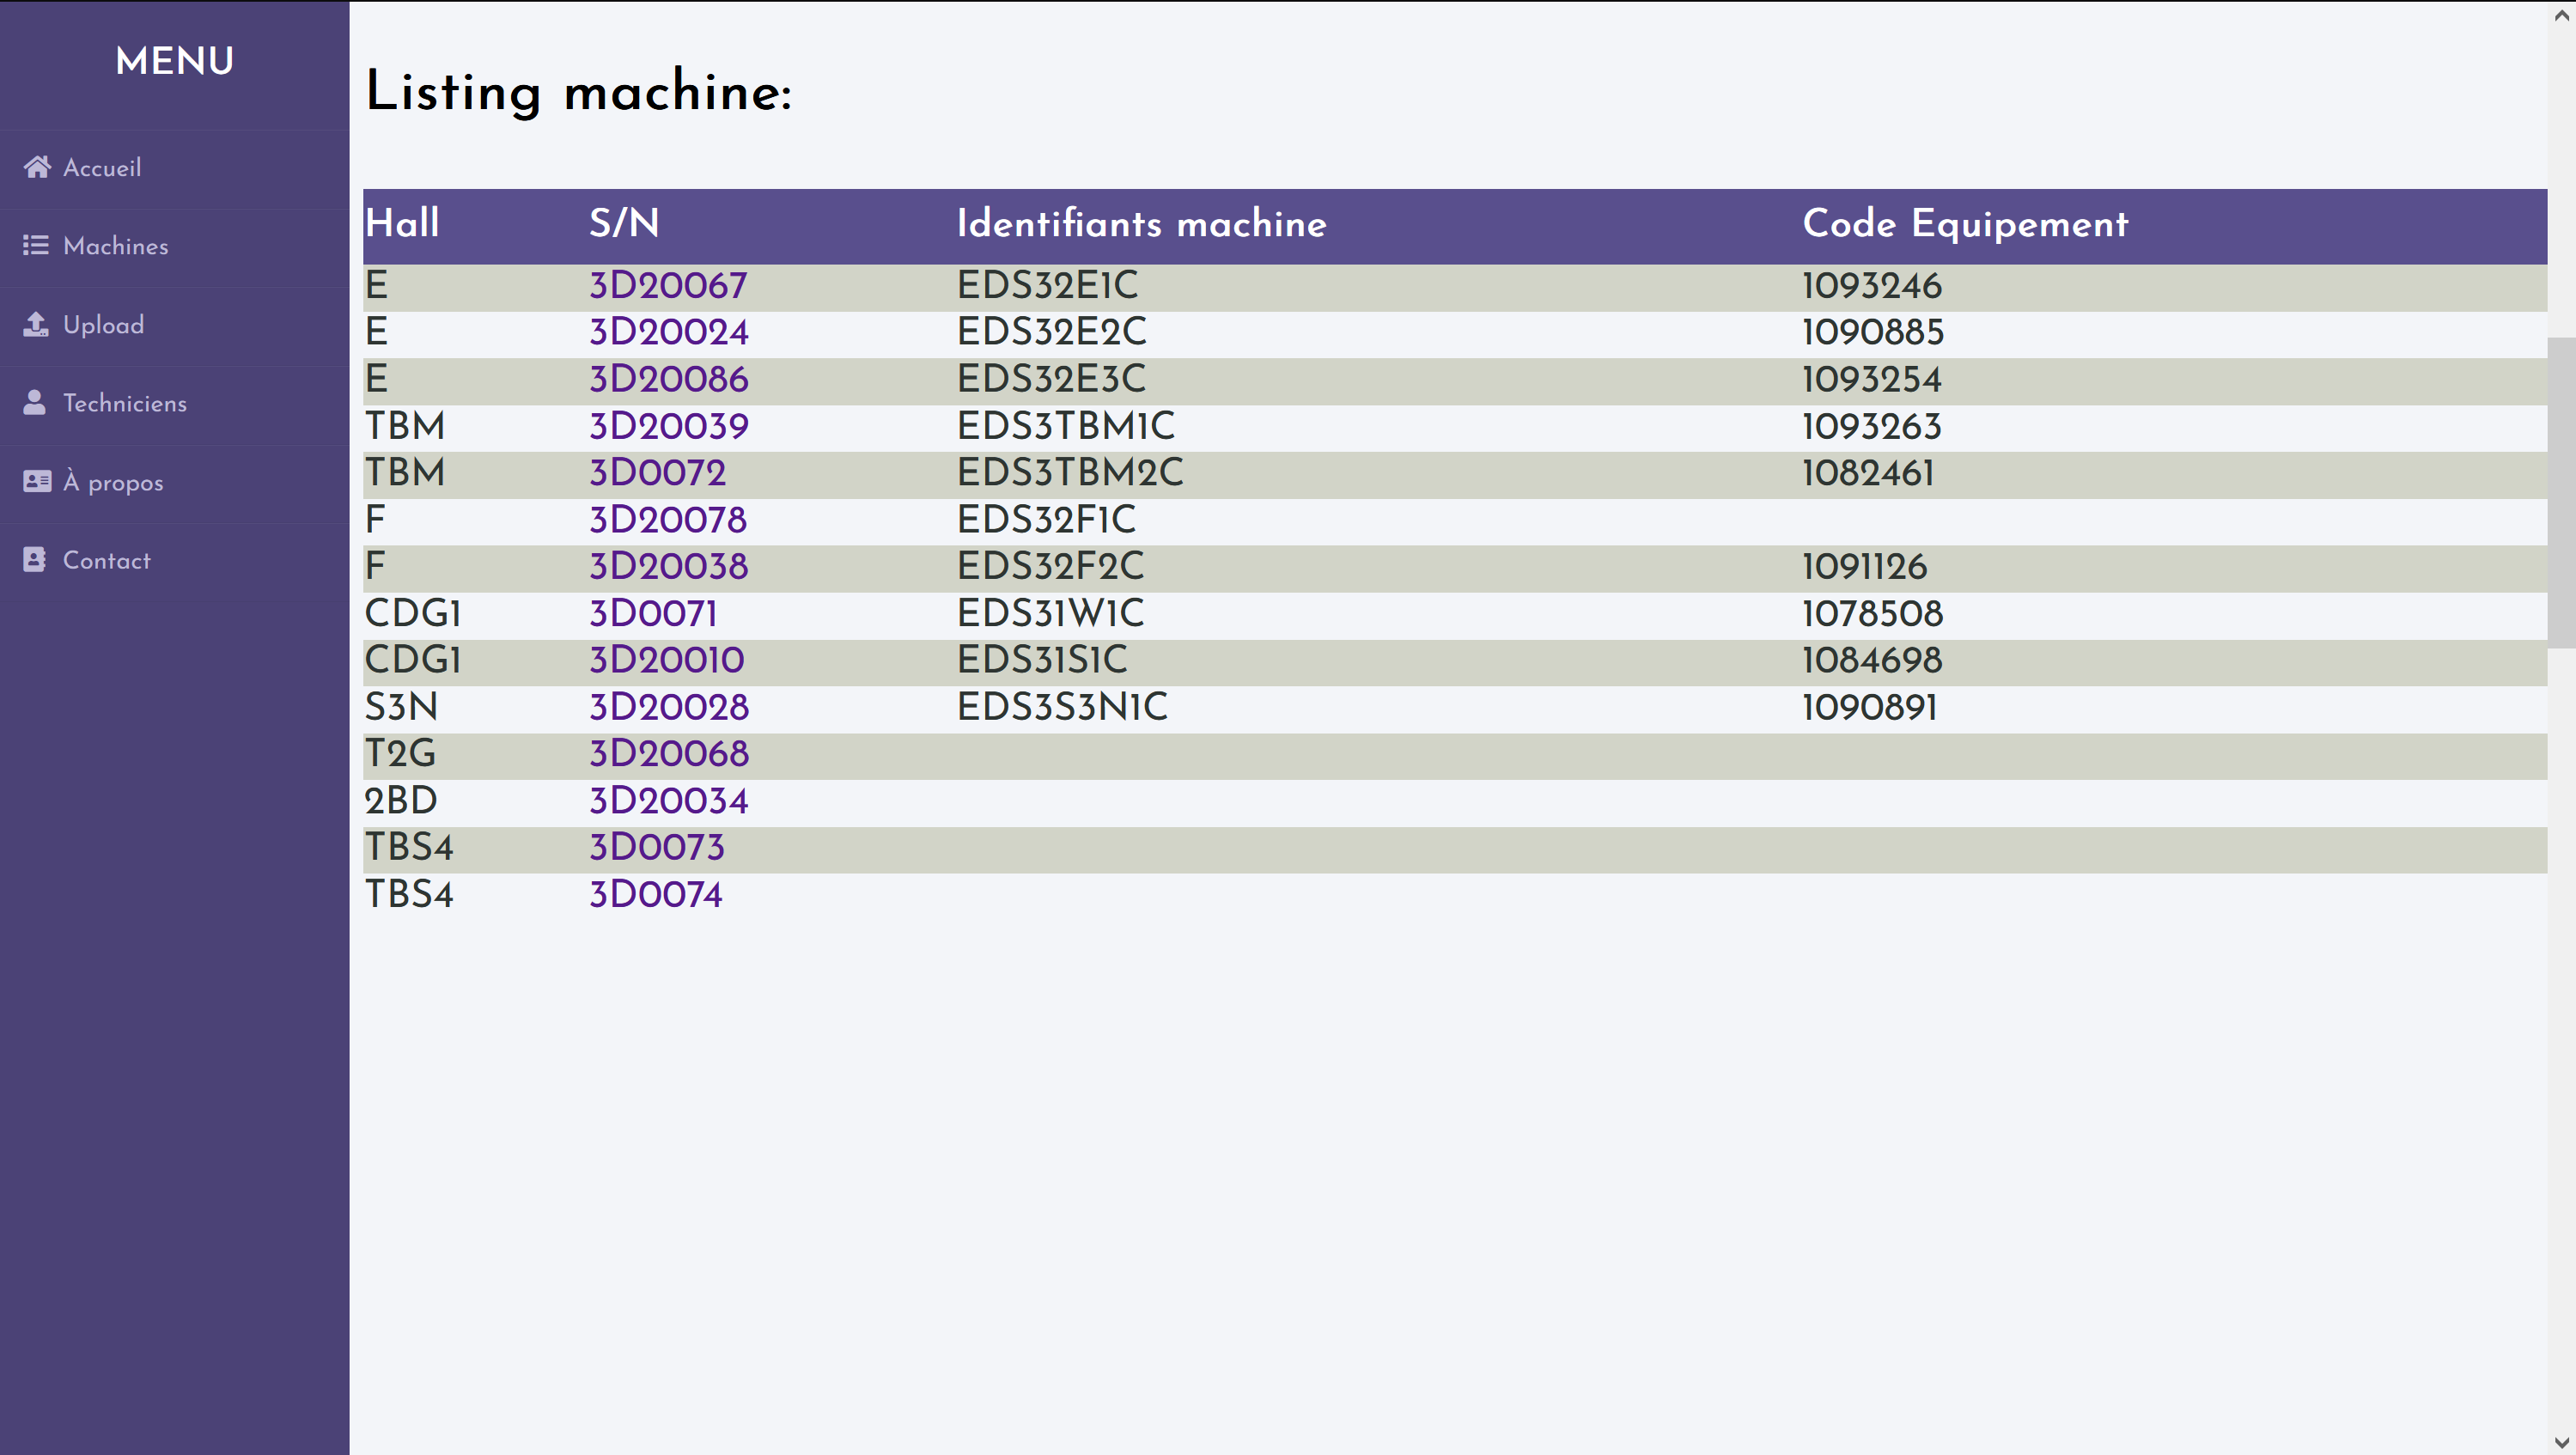 MENU
Accueil
Machines
Upload
Techniciens
À propos
Contact
Listing machine:
Hall S/N Identifiants machine Code Equipement
E 3D20067 EDS32E1C 1093246
E 3D20024 EDS32E2C 1090885
E 3D20086 EDS32E3C 1093254
TBM 3D20039 EDS3TBM1C 1093263
TBM 3D0072 EDS3TBM2C 1082461
F 3D20078 EDS32F1C
F 3D20038 EDS32F2C 1091126
CDG1 3D0071 EDS31W1C 1078508
CDG1 3D20010 EDS31S1C 1084698
S3N 3D20028 EDS3S3N1C 1090891
T2G 3D20068
2BD 3D20034
TBS4 3D0073
TBS4 3D0074